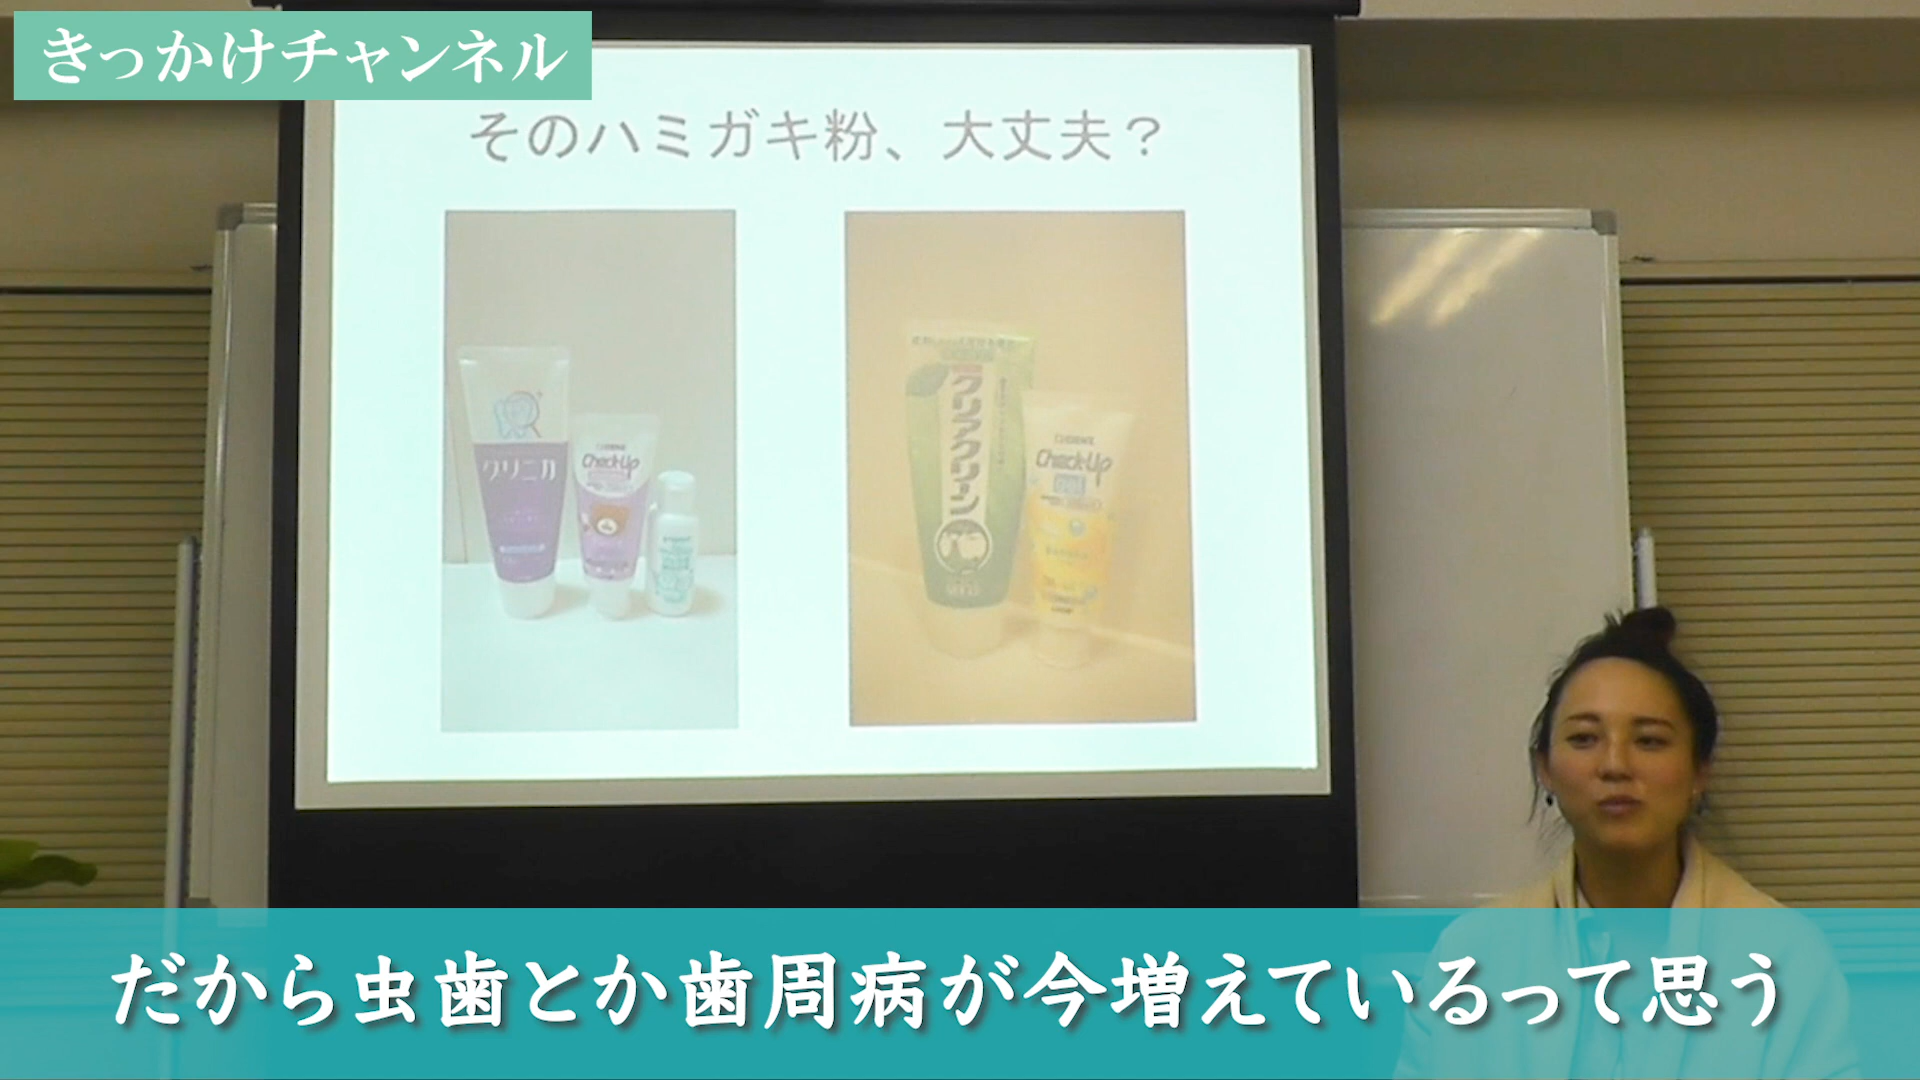 きっかけチャンネル
そのハミガキ粉、大丈夫？
クリニカ
Check-Up
クリアクリーン
Check-Up
gel
だから虫歯とか歯周病が今増えているって思う